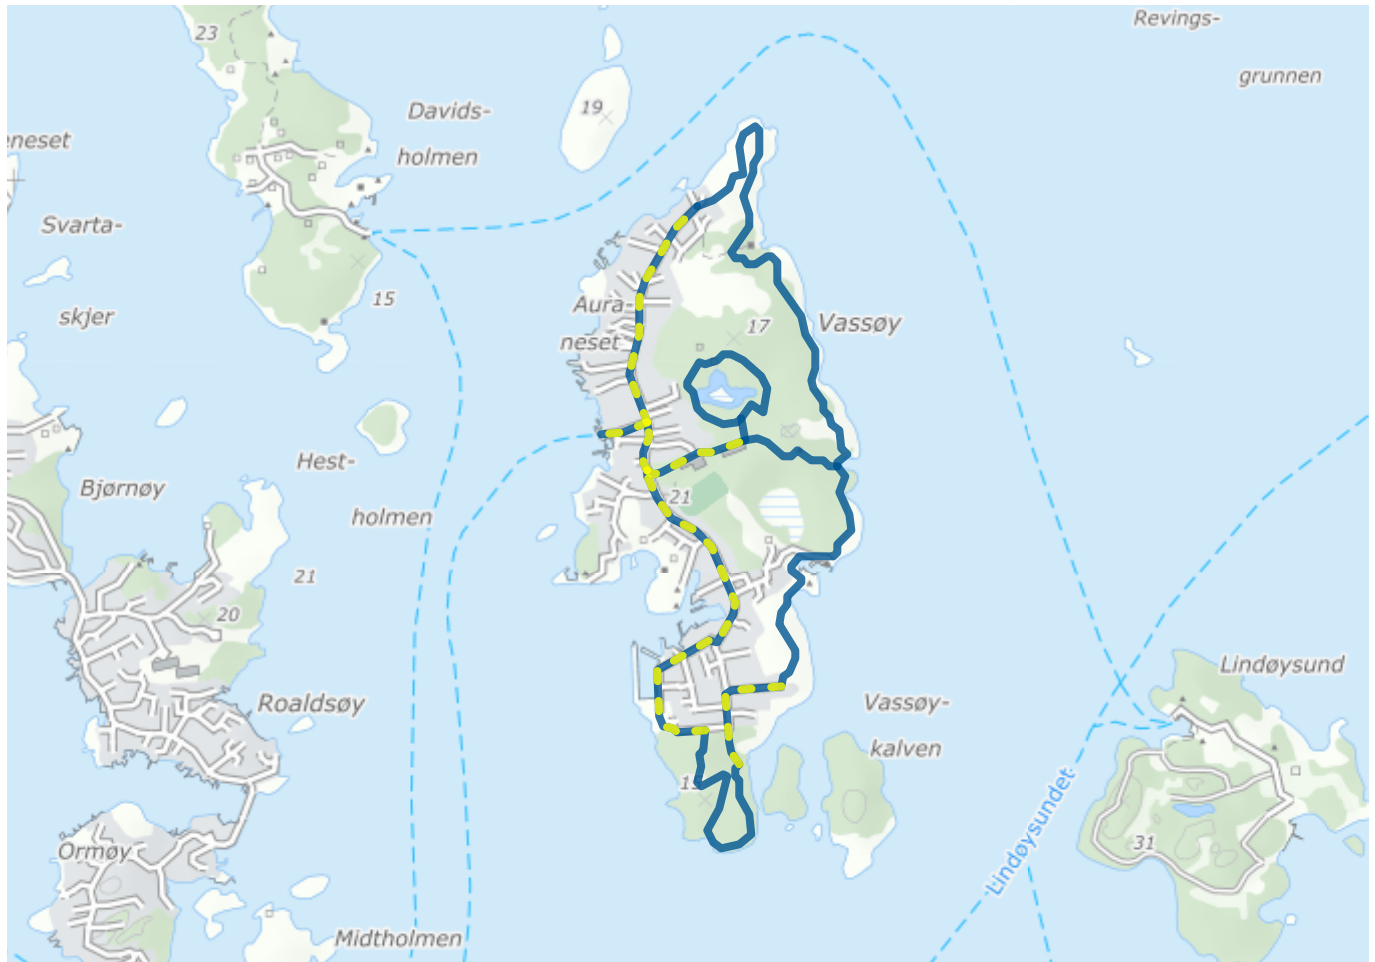 Revings-
23
grunnen
Davids-
19
neset
holmen
Svarta-
15
skjer
Aura-
neset
17
Vassøy
Hest-
Bjørnøy
21
holmen
21
20
Lindøysund
Roaldsøy
Vassøy-
kalven
Lindøysundet
31
Ormøy
Midtholmen